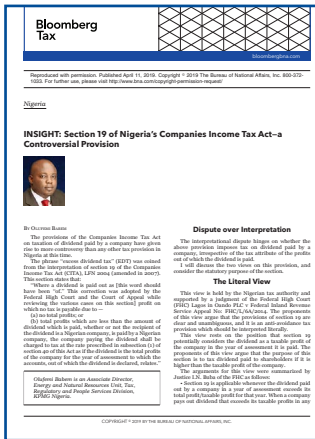 Bloomberg
Tax
bloombergbna.com
Reproduced with permission. Published April 11, 2019. Copyright © 2019 The Bureau of National Affairs, Inc. 800-372-
1033. For further use, please visit http://www.bna.com/copyright-permission-request/
Nigeria
INSIGHT: Section 19 of Nigeria's Companies Income Tax Act—a
Controversial Provision
BY OLUFEMI BABEM
The provisions of the Companies Income Tax Act
on taxation of dividend paid by a company have given
rise to more controversy than any other tax provision in
Nigeria at this time.
The phrase "excess dividend tax" (EDT) was coined
from the interpretation of section 19 of the Companies
Income Tax Act (CITA), LFN 2004 (amended in 2007).
This section states that:
"Where a dividend is paid out as [this word should
have been "of." This correction was adopted by the
Federal High Court and the Court of Appeal while
reviewing the various cases on this section] profit on
which no tax is payable due to —
(a) no total profits; or
(b) total profits which are less than the amount of
dividend which is paid, whether or not the recipient of
the dividend is a Nigerian company, is paid by a Nigerian
company, the company paying the dividend shall be
charged to tax at the rate prescribed in subsection (1) of
section 40 of this Act as if the dividend is the total profits
of the company for the year of assessment to which the
accounts, out of which the dividend is declared, relates."
Olufemi Babem is an Associate Director,
Energy and Natural Resources Unit, Tax,
Regulatory and People Services Division,
KPMG Nigeria.
Dispute over Interpretation
The interpretational dispute hinges on whether the
above provision imposes tax on dividend paid by a
company, irrespective of the tax attribute of the profits
out of which the dividend is paid.
I will discuss the two views on this provision, and
consider the statutory purpose of the section.
The Literal View
This view is held by the Nigerian tax authority and
supported by a judgment of the Federal High Court
(FHC) Lagos in Oando PLC v Federal Inland Revenue
Service Appeal No: FHC/L/6A/2014. The proponents
of this view argue that the provisions of section 19 are
clear and unambiguous, and it is an anti-avoidance tax
provision which should be interpreted literally.
This view rests on the position that section 19
potentially considers the dividend as a taxable profit of
the company in the year of assessment it is paid. The
proponents of this view argue that the purpose of this
section is to tax dividend paid to shareholders if it is
higher than the taxable profit of the company.
The arguments for this view were summarized by
Justice I.N. Buba of the FHC as follows:
• Section 19 is applicable whenever the dividend paid
out by a company in a year of assessment exceeds its
total profit/taxable profit for that year. When a company
pays out dividend that exceeds its taxable profits in any
COPYRIGHT © 2019 BY THE BUREAU OF NATIONAL AFFAIRS, INC.